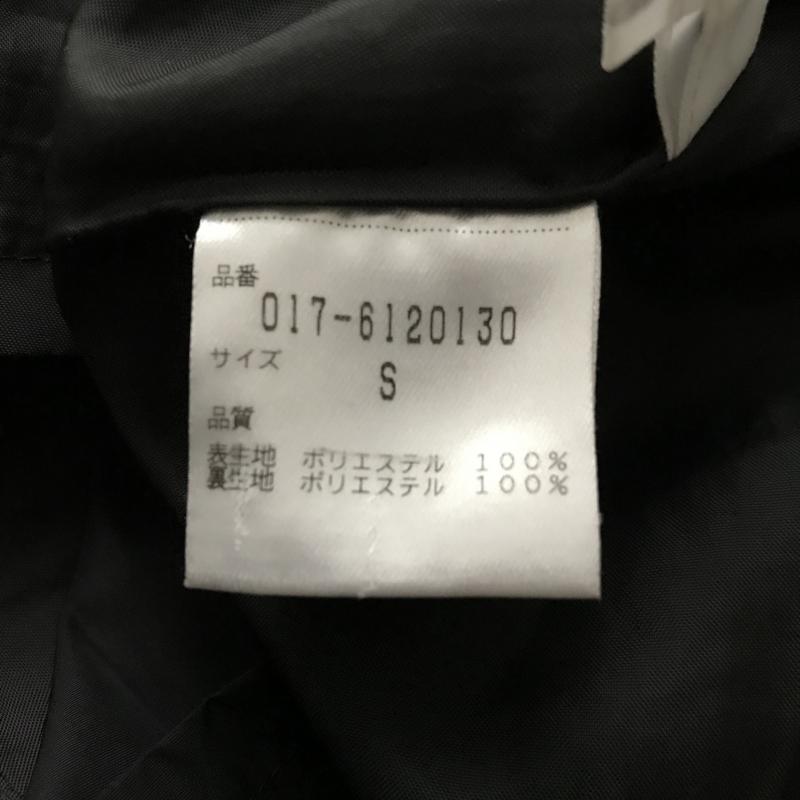 品番
017-6120130
サイズ
S
品質
表生地 ポリエステル 100%
裏生地 ポリエステル 100%